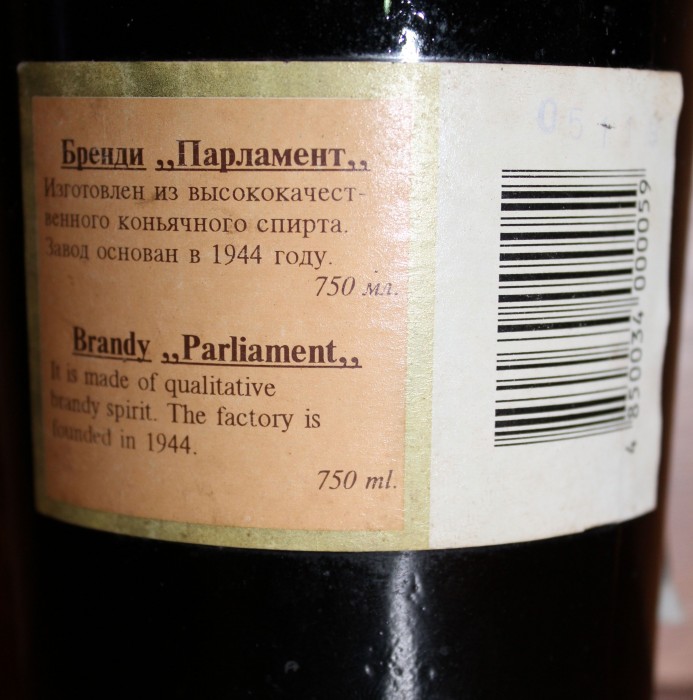 Бренди „Парламент„
Изготовлен из высококачест-
венного коньячного спирта.
Завод основан в 1944 году.
750 мл.
Brandy „Parliament„
It is made of qualitative
brandy spirit. The factory is
founded in 1944.
750 ml.
4 850034 000059